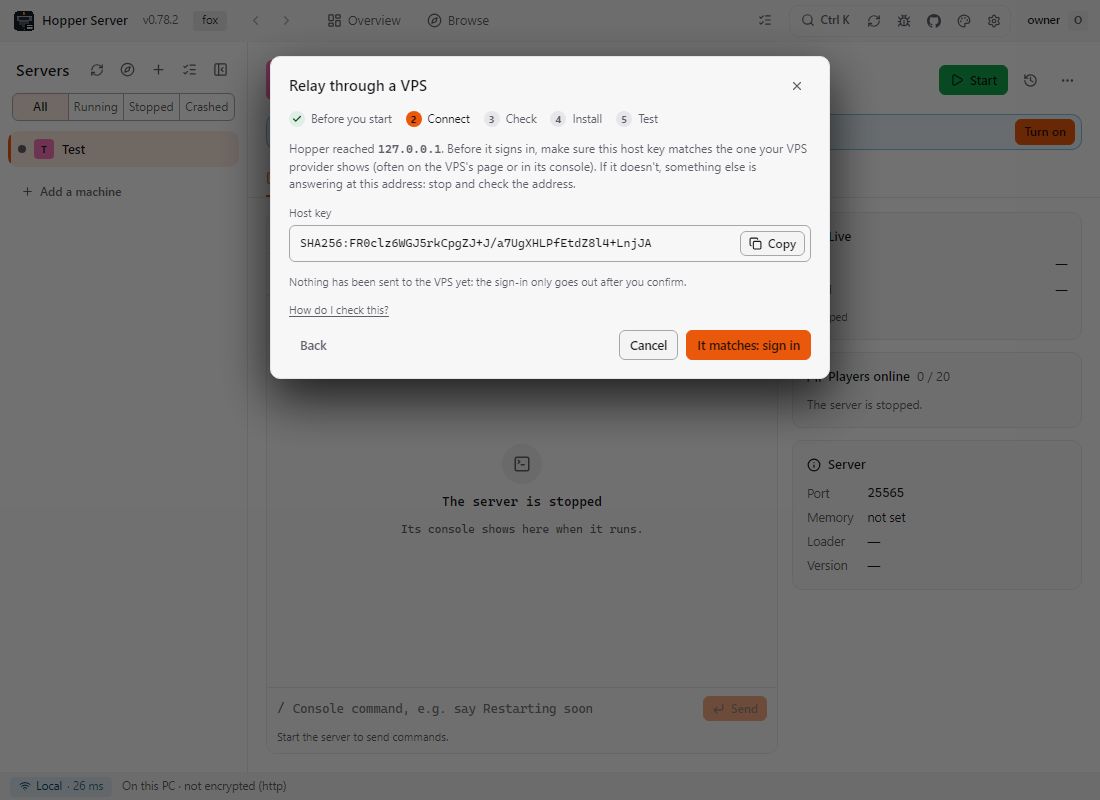 Hopper Server v0.78.2 fox Overview Browse Ctrl K owner O
Servers
All Running Stopped Crashed
T Test
Add a machine
Start
Turn on
Relay through a VPS
Before you start 2 Connect 3 Check 4 Install 5 Test
Hopper reached 127.0.0.1. Before it signs in, make sure this host key matches the one your VPS
provider shows (often on the VPS's page or in its console). If it doesn't, something else is
answering at this address: stop and check the address.
Host key
SHA256:FR0clz6WGJ5rkCpgZJ+J/a7UgXHLPfEtdZ8l4+LnjJA Copy
Nothing has been sent to the VPS yet: the sign-in only goes out after you confirm.
How do I check this?
Back Cancel It matches: sign in
Live
—
—
Players online 0 / 20
The server is stopped.
Server
Port 25565
Memory not set
Loader —
Version —
The server is stopped
Its console shows here when it runs.
/ Console command, e.g. say Restarting soon Send
Start the server to send commands.
Local · 26 ms On this PC · not encrypted (http)